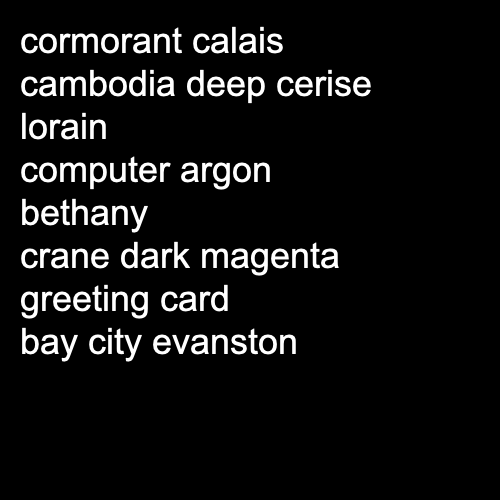 cormorant calais
cambodia deep cerise
lorain
computer argon
bethany
crane dark magenta
greeting card
bay city evanston